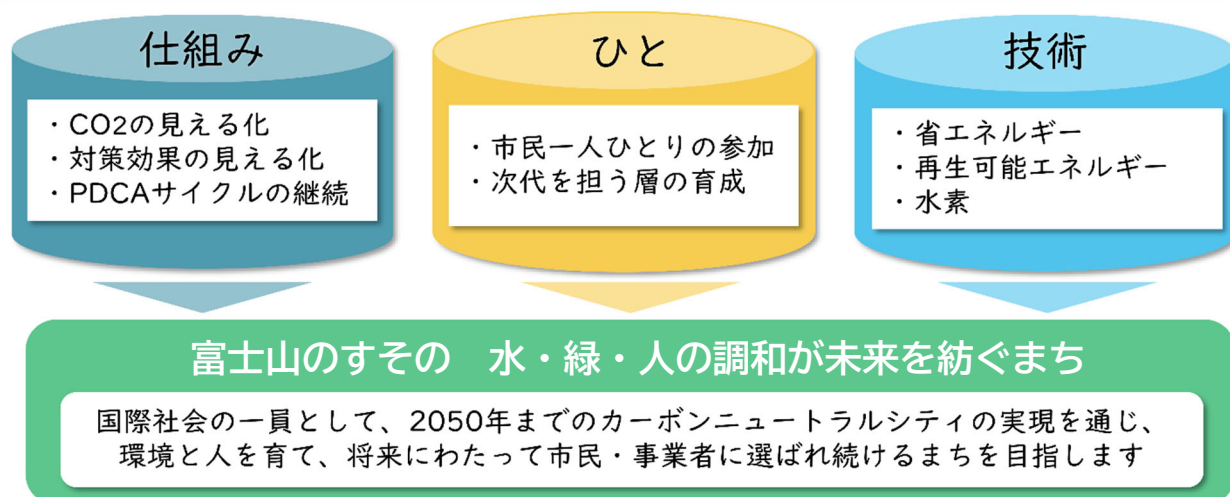 仕組み
・CO2の見える化
・対策効果の見える化
・PDCAサイクルの継続
ひと
・市民一人ひとりの参加
・次代を担う層の育成
技術
・省エネルギー
・再生可能エネルギー
・水素
富士山のすその　水・緑・人の調和が未来を紡ぐまち
国際社会の一員として、2050年までのカーボンニュートラルシティの実現を通じ、
環境と人を育て、将来にわたって市民・事業者に選ばれ続けるまちを目指します